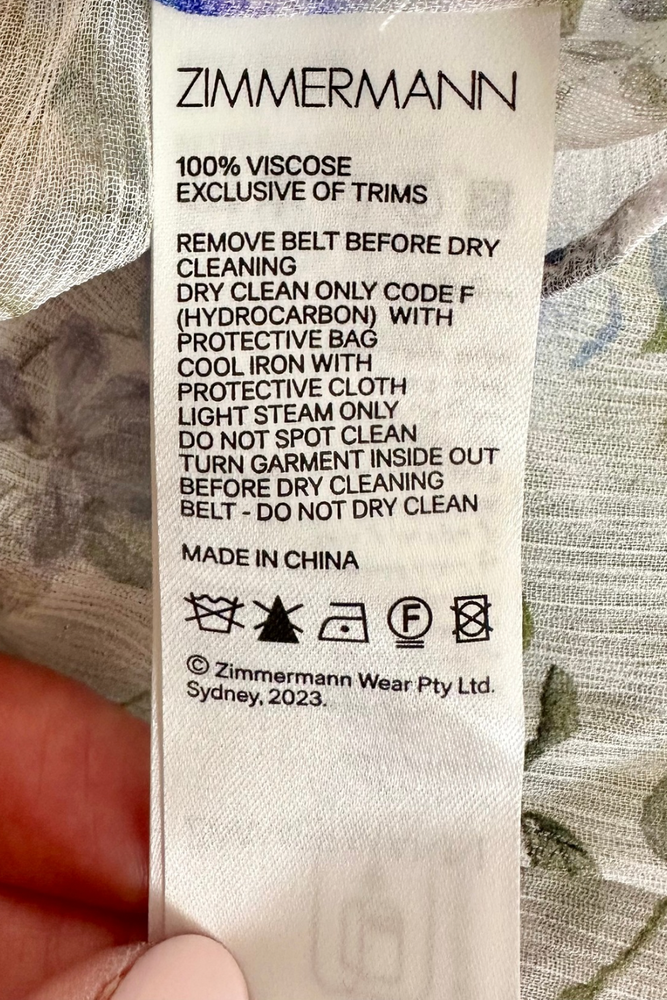 ZIMMERMANN
100% VISCOSE
EXCLUSIVE OF TRIMS
REMOVE BELT BEFORE DRY
CLEANING
DRY CLEAN ONLY CODE F
(HYDROCARBON) WITH
PROTECTIVE BAG
COOL IRON WITH
PROTECTIVE CLOTH
LIGHT STEAM ONLY
DO NOT SPOT CLEAN
TURN GARMENT INSIDE OUT
BEFORE DRY CLEANING
BELT - DO NOT DRY CLEAN
MADE IN CHINA
F
© Zimmermann Wear Pty Ltd.
Sydney, 2023.